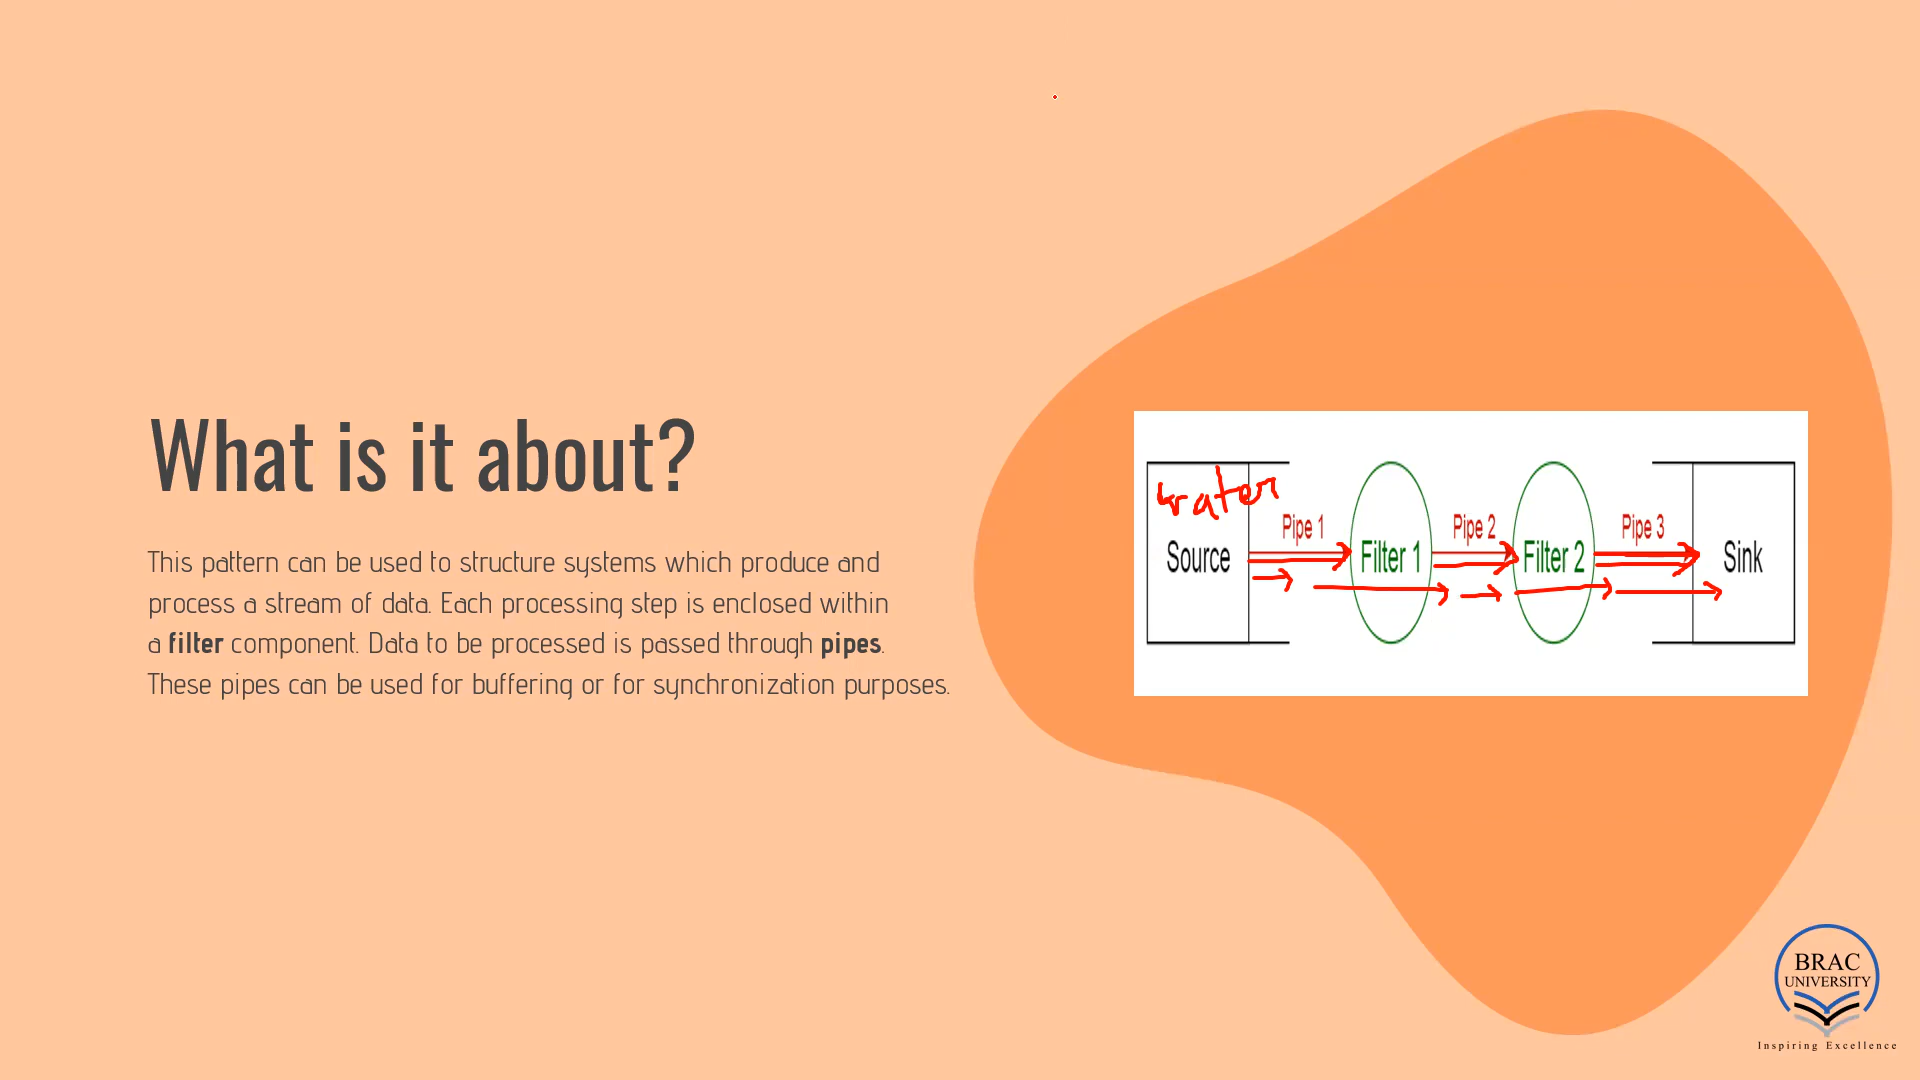 What is it about?
This pattern can be used to structure systems which produce and
process a stream of data. Each processing step is enclosed within
a filter component. Data to be processed is passed through pipes.
These pipes can be used for buffering or for synchronization purposes.
water
Pipe 1
Pipe 2
Pipe 3
Source
Filter 1
Filter 2
Sink
BRAC
UNIVERSITY
Inspiring Excellence